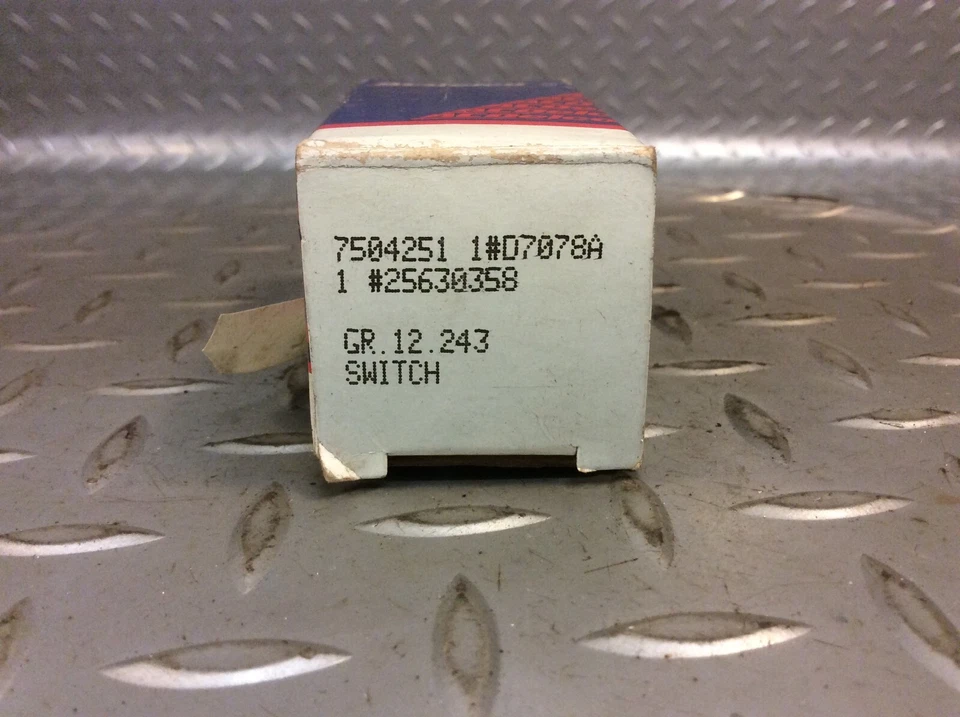 7504251 1#D7078A
1 #25630358
GR.12.243
SWITCH